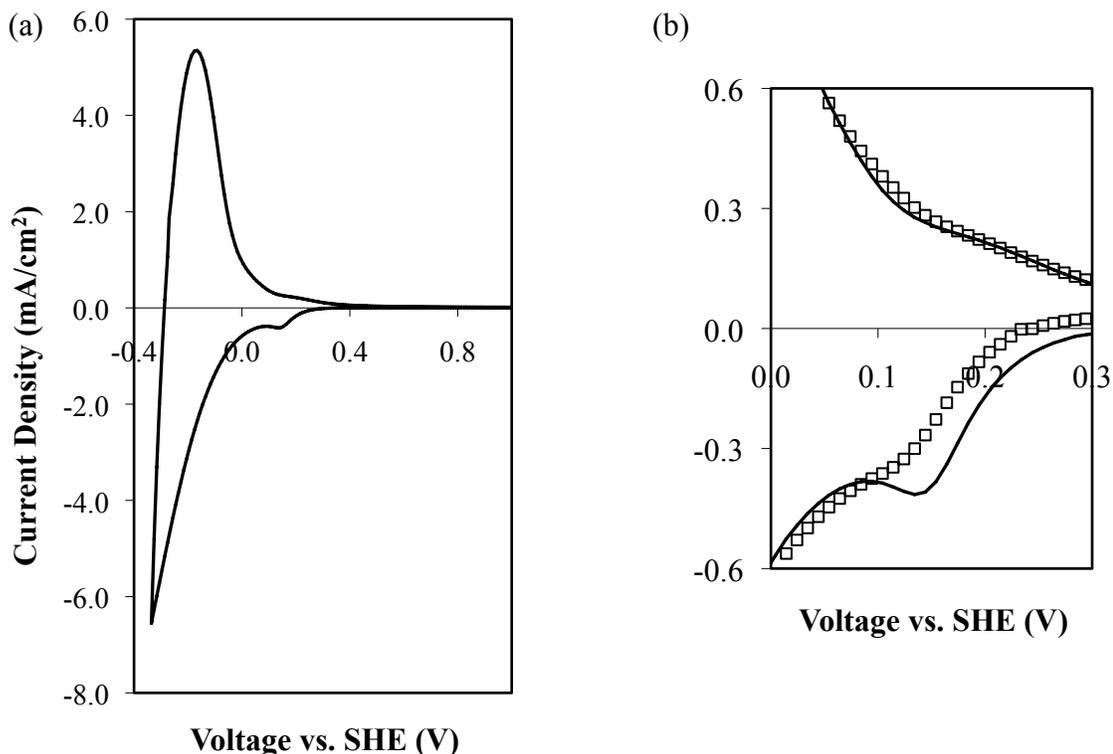 (a)
6.0
4.0
2.0
0.0
-2.0
-4.0
-6.0
-8.0
-0.4 0.0 0.4 0.8
Current Density (mA/cm²)
Voltage vs. SHE (V)
(b)
0.6
0.3
0.0
-0.3
-0.6
0.0 0.1 0.2 0.3
Voltage vs. SHE (V)